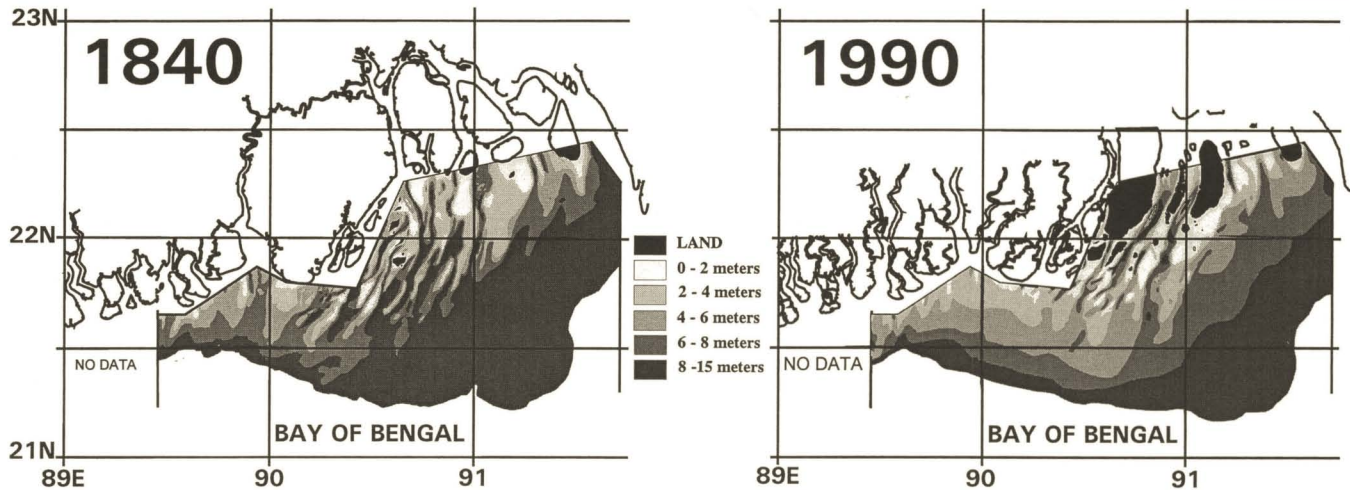 23N
1840
22N
NO DATA
BAY OF BENGAL
21N
89E 90 91
LAND
0 - 2 meters
2 - 4 meters
4 - 6 meters
6 - 8 meters
8 -15 meters
1990
NO DATA
BAY OF BENGAL
89E 90 91